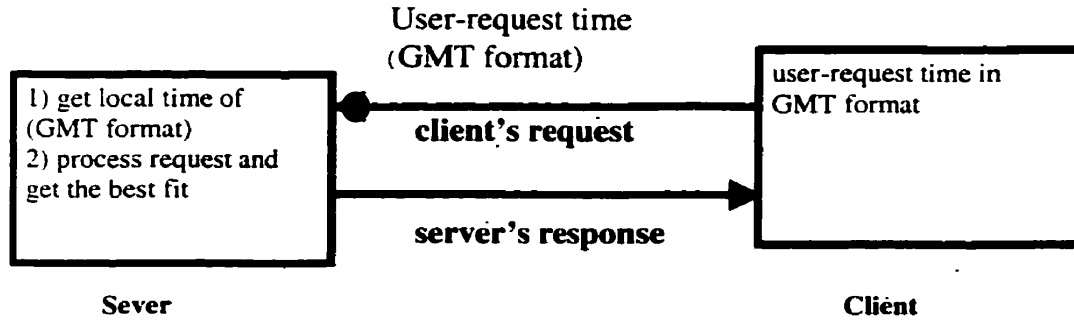 User-request time
(GMT format)
1) get local time of
(GMT format)
2) process request and
get the best fit
client's request
server's response
user-request time in
GMT format
Sever
Client